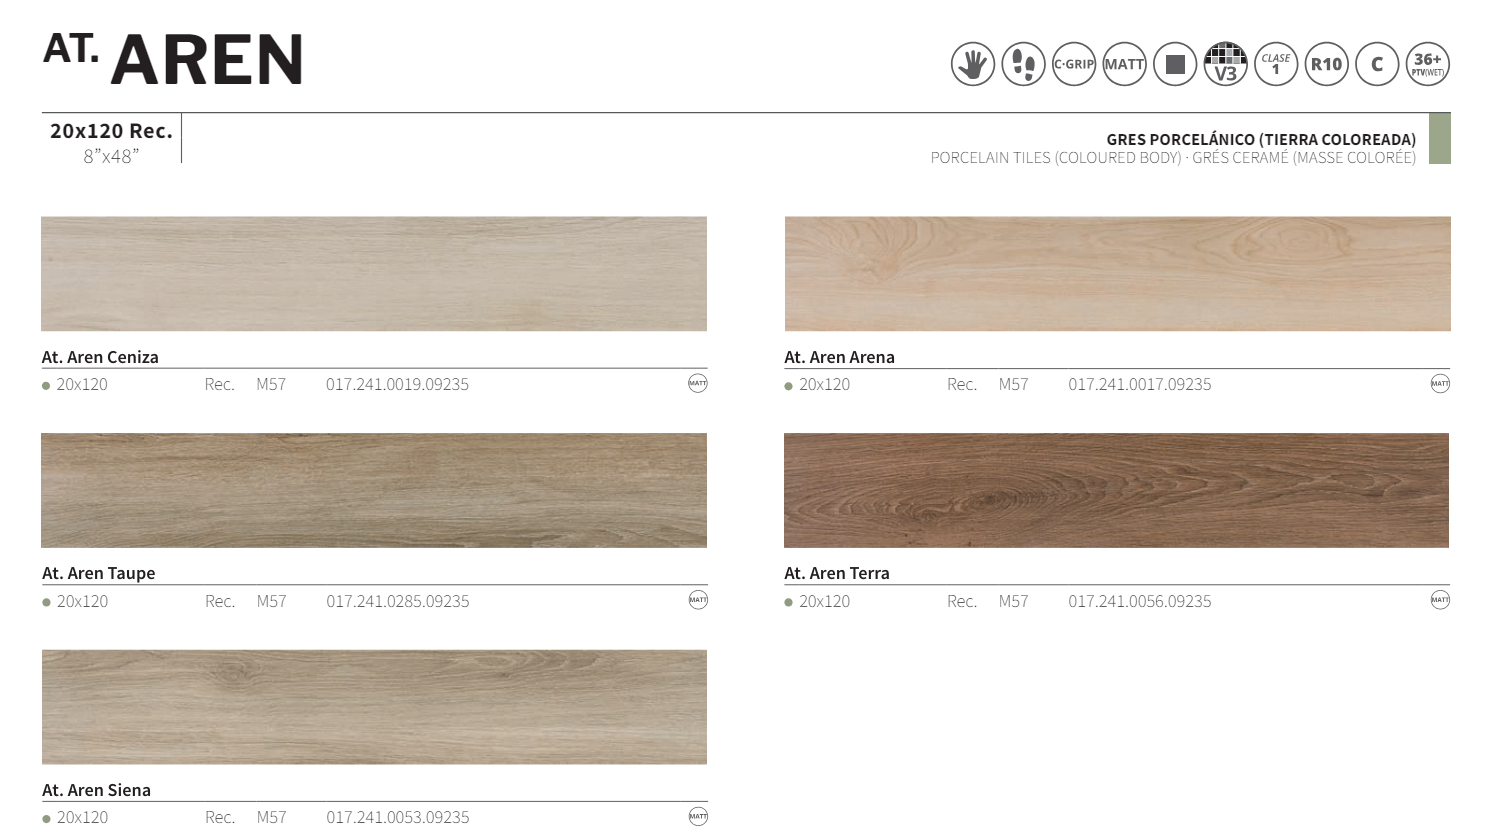 AT. AREN
C·GRIP
MATT
V3
CLASE
1
R10
C
36+
PTV(WET)
20x120 Rec.
8”x48”
GRES PORCELÁNICO (TIERRA COLOREADA)
PORCELAIN TILES (COLOURED BODY) · GRÉS CERAMÉ (MASSE COLORÉE)
At. Aren Ceniza
20x120 Rec. M57 017.241.0019.09235 MATT
At. Aren Arena
20x120 Rec. M57 017.241.0017.09235 MATT
At. Aren Taupe
20x120 Rec. M57 017.241.0285.09235 MATT
At. Aren Terra
20x120 Rec. M57 017.241.0056.09235 MATT
At. Aren Siena
20x120 Rec. M57 017.241.0053.09235 MATT